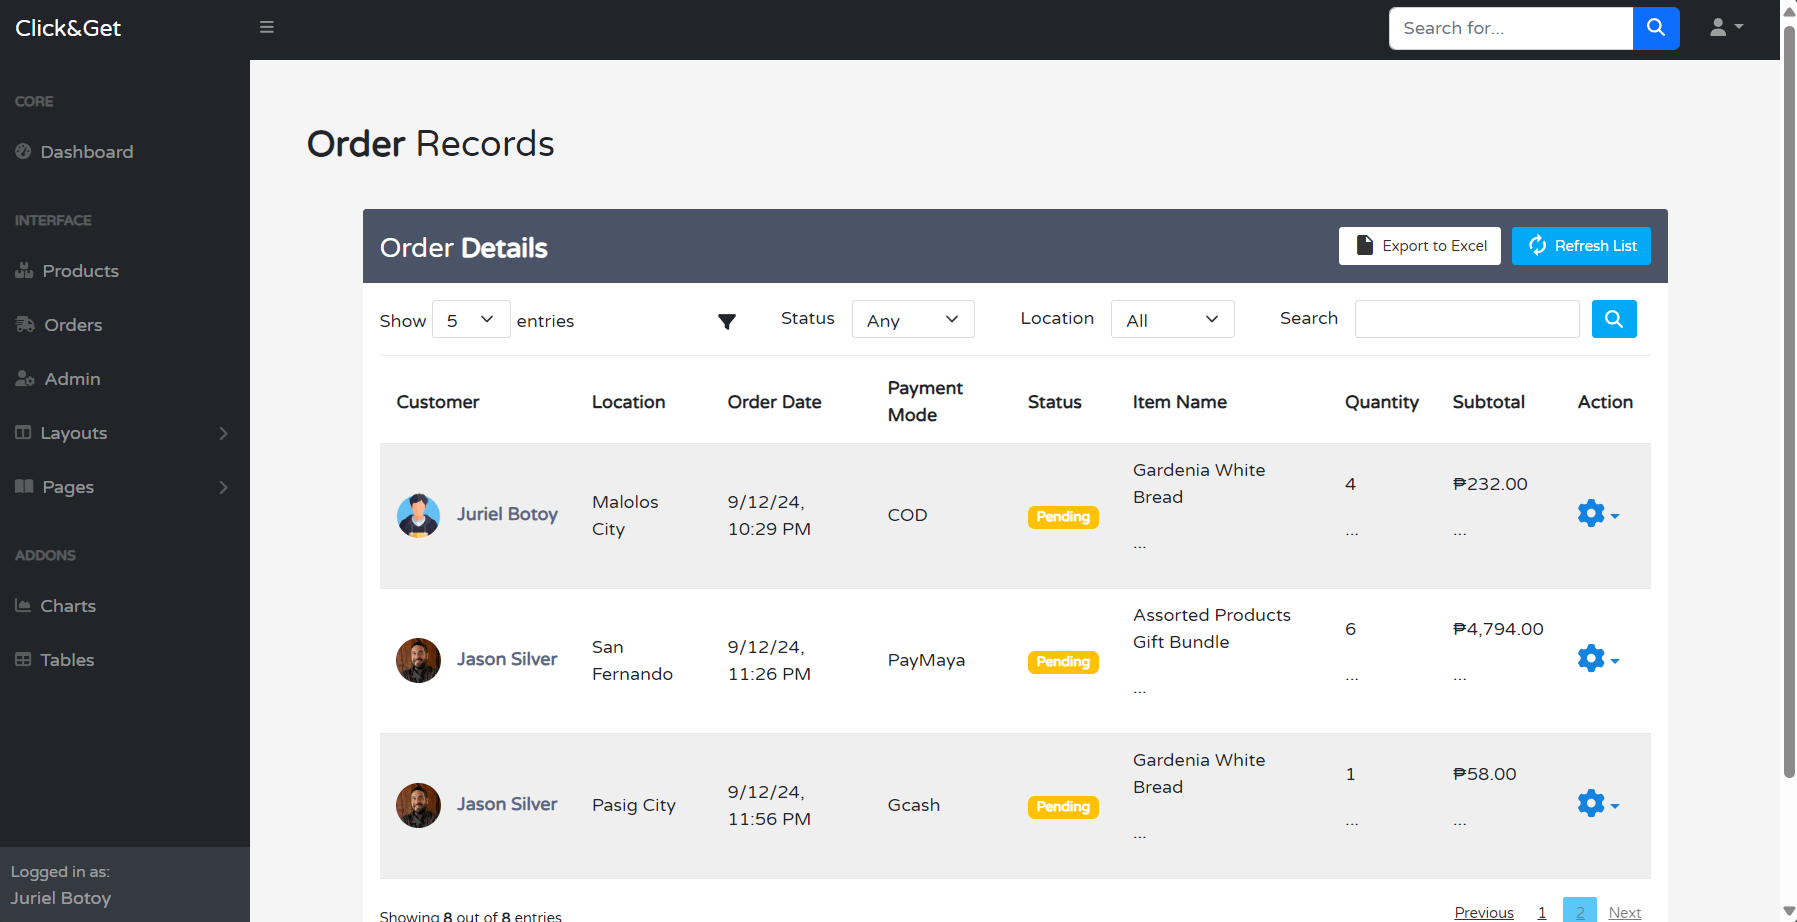 Click&Get
Search for...
CORE
Dashboard
INTERFACE
Products
Orders
Admin
Layouts
Pages
ADDONS
Charts
Tables
Logged in as:
Juriel Botoy
Order Records
Order Details
Export to Excel
Refresh List
Show 5 entries
Status Any
Location All
Search
Customer Location Order Date Payment Mode Status Item Name Quantity Subtotal Action
Juriel Botoy
Malolos
City
9/12/24,
10:29 PM
COD
Pending
Gardenia White
Bread
...
4
...
₱232.00
...
Jason Silver
San
Fernando
9/12/24,
11:26 PM
PayMaya
Pending
Assorted Products
Gift Bundle
...
6
...
₱4,794.00
...
Jason Silver
Pasig City
9/12/24,
11:56 PM
Gcash
Pending
Gardenia White
Bread
...
1
...
₱58.00
...
Showing 8 out of 8 entries
Previous 1 2 Next